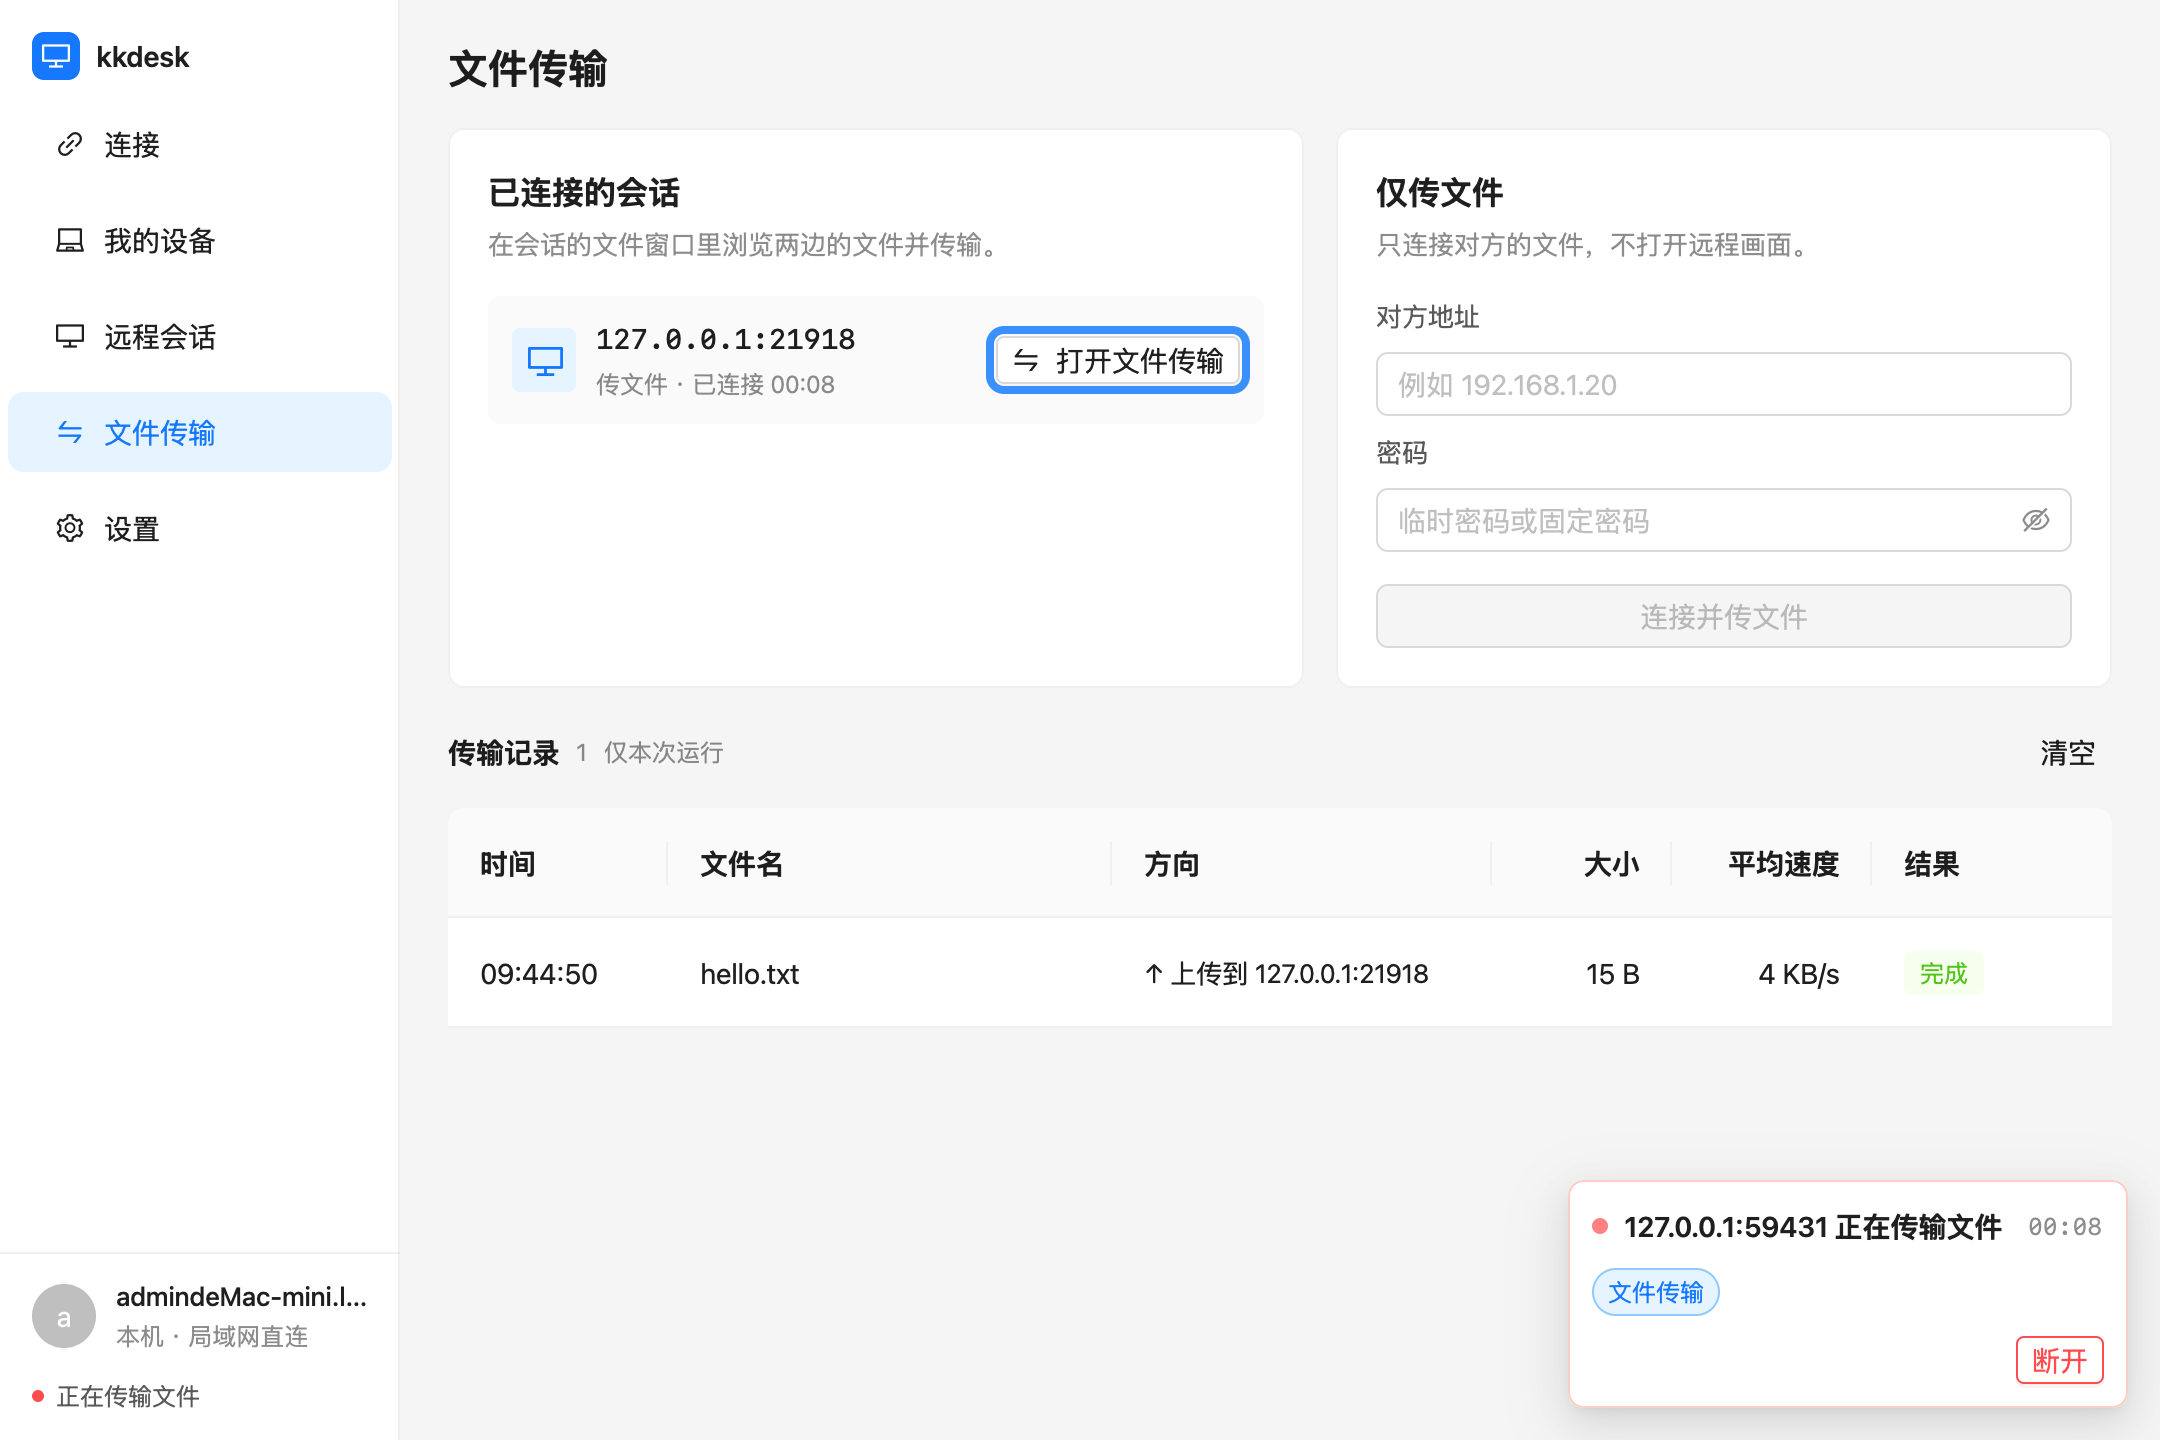 kkdesk
连接
我的设备
远程会话
文件传输
设置
admindeMac-mini.l...
a
本机 · 局域网直连
正在传输文件
文件传输
已连接的会话
在会话的文件窗口里浏览两边的文件并传输。
127.0.0.1:21918
传文件 · 已连接 00:08
打开文件传输
仅传文件
只连接对方的文件，不打开远程画面。
对方地址
例如 192.168.1.20
密码
临时密码或固定密码
连接并传文件
传输记录 1 仅本次运行
清空
时间 文件名 方向 大小 平均速度 结果
09:44:50 hello.txt ↑ 上传到 127.0.0.1:21918 15 B 4 KB/s 完成
127.0.0.1:59431 正在传输文件 00:08
文件传输
断开